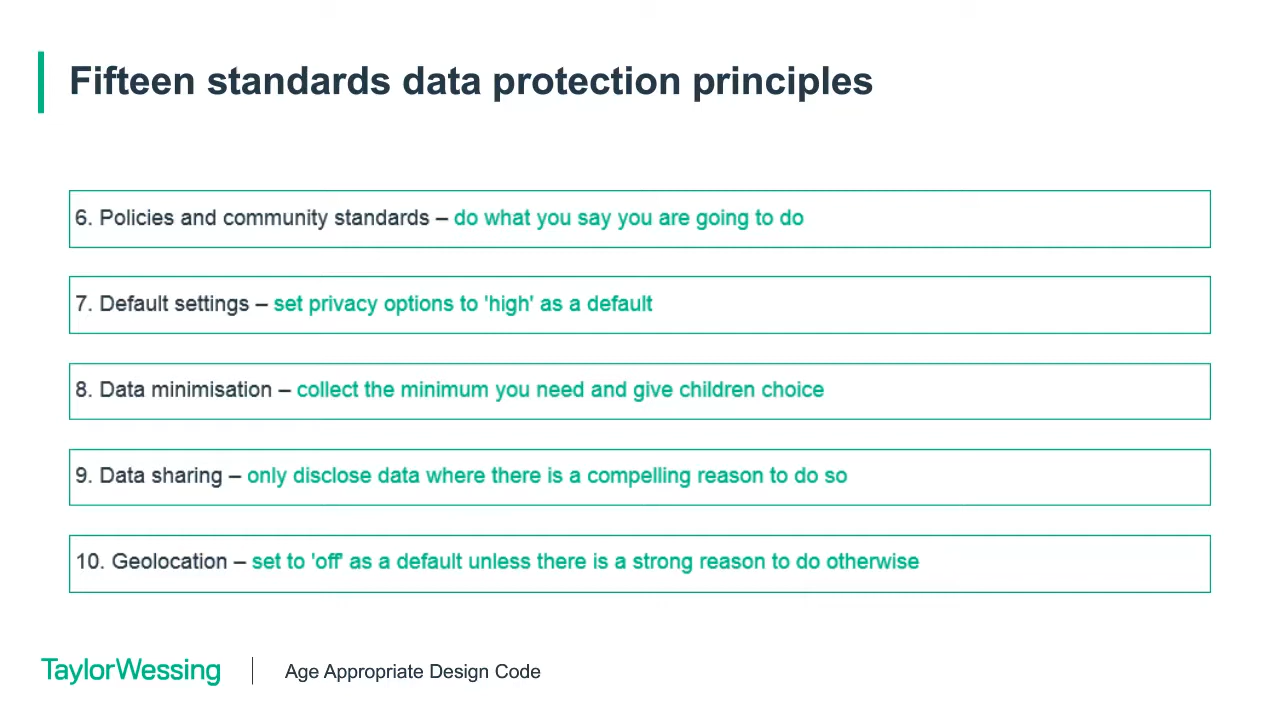 Fifteen standards data protection principles
6. Policies and community standards – do what you say you are going to do
7. Default settings – set privacy options to 'high' as a default
8. Data minimisation – collect the minimum you need and give children choice
9. Data sharing – only disclose data where there is a compelling reason to do so
10. Geolocation – set to 'off' as a default unless there is a strong reason to do otherwise
TaylorWessing
Age Appropriate Design Code